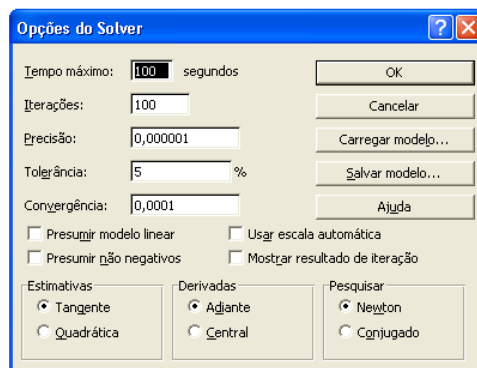 Opções do Solver
Tempo máximo: 100 segundos OK
Iterações: 100 Cancelar
Precisão: 0,000001 Carregar modelo...
Tolerância: 5 % Salvar modelo...
Convergência: 0,0001 Ajuda
Presumir modelo linear Usar escala automática
Presumir não negativos Mostrar resultado de iteração
Estimativas Derivadas Pesquisar
Tangente Adiante Newton
Quadrática Central Conjugado